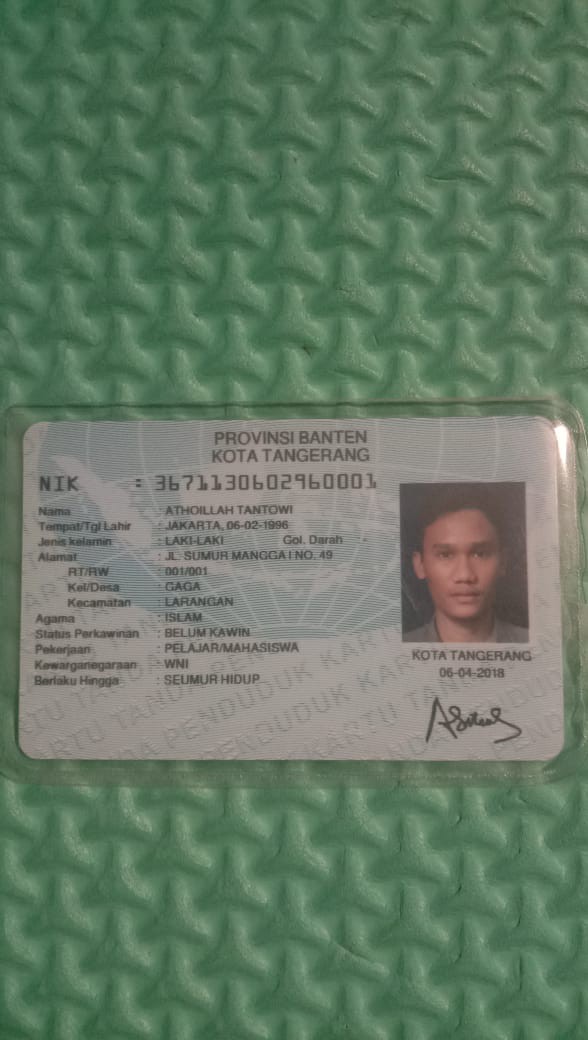 PROVINSI BANTEN
KOTA TANGERANG
NIK : 3671130602960001
Nama : ATHOILLAH TANTOWI
Tempat/Tgl Lahir : JAKARTA, 06-02-1996
Jenis kelamin : LAKI-LAKI Gol. Darah -
Alamat : JL. SUMUR MANGGA I NO. 49
RT/RW : 001/001
Kel/Desa : GAGA
Kecamatan : LARANGAN
Agama : ISLAM
Status Perkawinan : BELUM KAWIN
Pekerjaan : PELAJAR/MAHASISWA
Kewarganegaraan : WNI
Berlaku Hingga : SEUMUR HIDUP
KOTA TANGERANG
06-04-2018
KARTU TANDA PENDUDUK